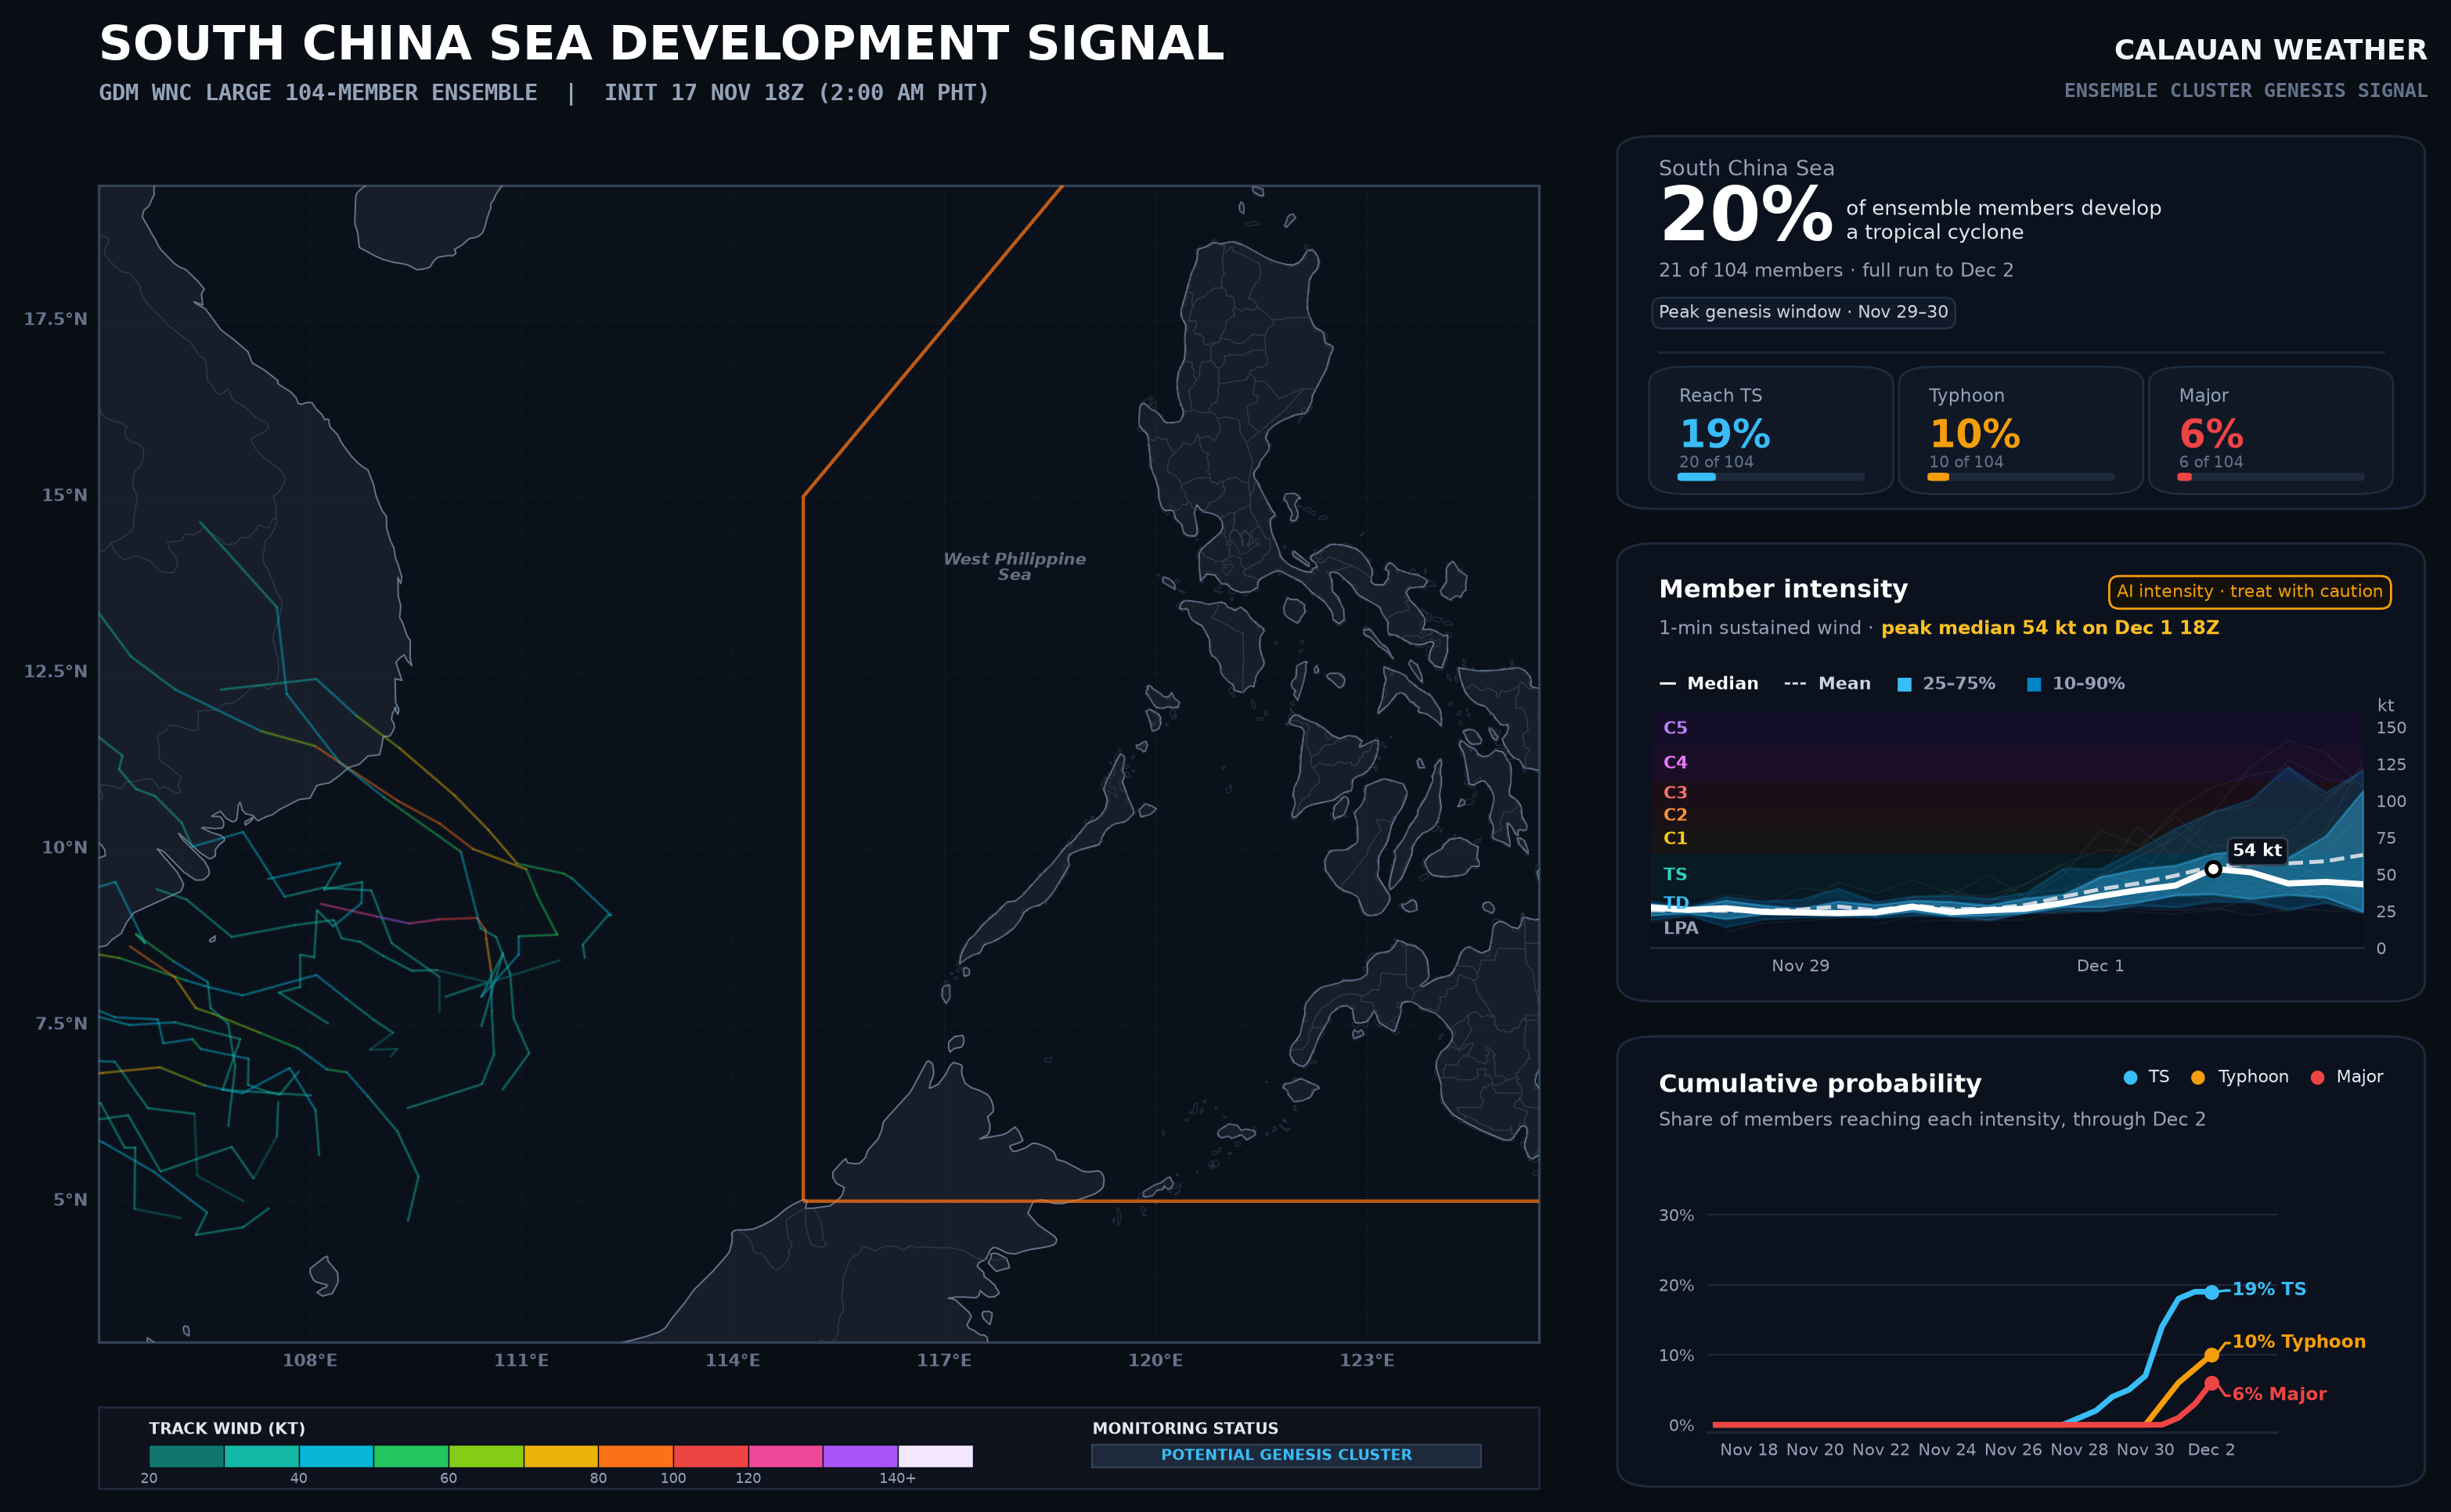 SOUTH CHINA SEA DEVELOPMENT SIGNAL
GDM WNC LARGE 104-MEMBER ENSEMBLE | INIT 17 NOV 18Z (2:00 AM PHT)
CALAUAN WEATHER
ENSEMBLE CLUSTER GENESIS SIGNAL
17.5°N
15°N
12.5°N
10°N
7.5°N
5°N
108°E 111°E 114°E 117°E 120°E 123°E
West Philippine
Sea
TRACK WIND (KT)
20 40 60 80 100 120 140+
MONITORING STATUS
POTENTIAL GENESIS CLUSTER
South China Sea
20% of ensemble members develop
a tropical cyclone
21 of 104 members · full run to Dec 2
Peak genesis window · Nov 29–30
Reach TS
19%
20 of 104
Typhoon
10%
10 of 104
Major
6%
6 of 104
Member intensity
AI intensity · treat with caution
1-min sustained wind · peak median 54 kt on Dec 1 18Z
Median Mean 25–75% 10–90%
kt
C5
C4
C3
C2
C1
TS
TD
LPA
150
125
100
75
50
25
0
54 kt
Nov 29 Dec 1
Cumulative probability
TS Typhoon Major
Share of members reaching each intensity, through Dec 2
30%
20%
10%
0%
19% TS
10% Typhoon
6% Major
Nov 18 Nov 20 Nov 22 Nov 24 Nov 26 Nov 28 Nov 30 Dec 2